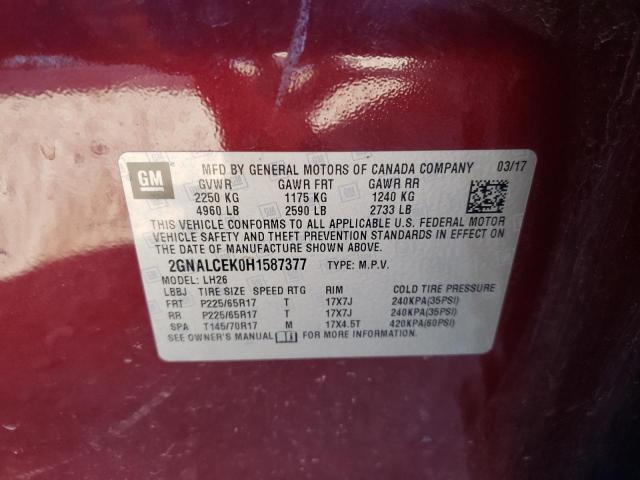 GM
MFD BY GENERAL MOTORS OF CANADA COMPANY 03/17
GVWR GAWR FRT GAWR RR
2250 KG 1175 KG 1240 KG
4960 LB 2590 LB 2733 LB
THIS VEHICLE CONFORMS TO ALL APPLICABLE U.S. FEDERAL MOTOR
VEHICLE SAFETY AND THEFT PREVENTION STANDARDS IN EFFECT ON THE
DATE OF MANUFACTURE SHOWN ABOVE.
2GNALCEK0H1587377 TYPE: M.P.V.
MODEL: LH26
LBBJ TIRE SIZE SPEED RTG RIM COLD TIRE PRESSURE
FRT P225/65R17 T 17X7J 240KPA(35PSI)
RR P225/65R17 T 17X7J 240KPA(35PSI)
SPA T145/70R17 M 17X4.5T 420KPA(60PSI)
SEE OWNER'S MANUAL FOR MORE INFORMATION.